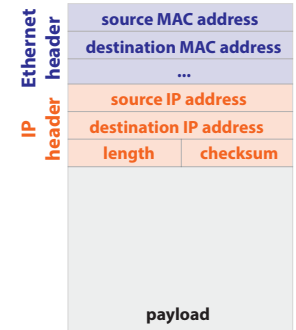 Ethernet
header
source MAC address
destination MAC address
...
IP
header
source IP address
destination IP address
length checksum
payload